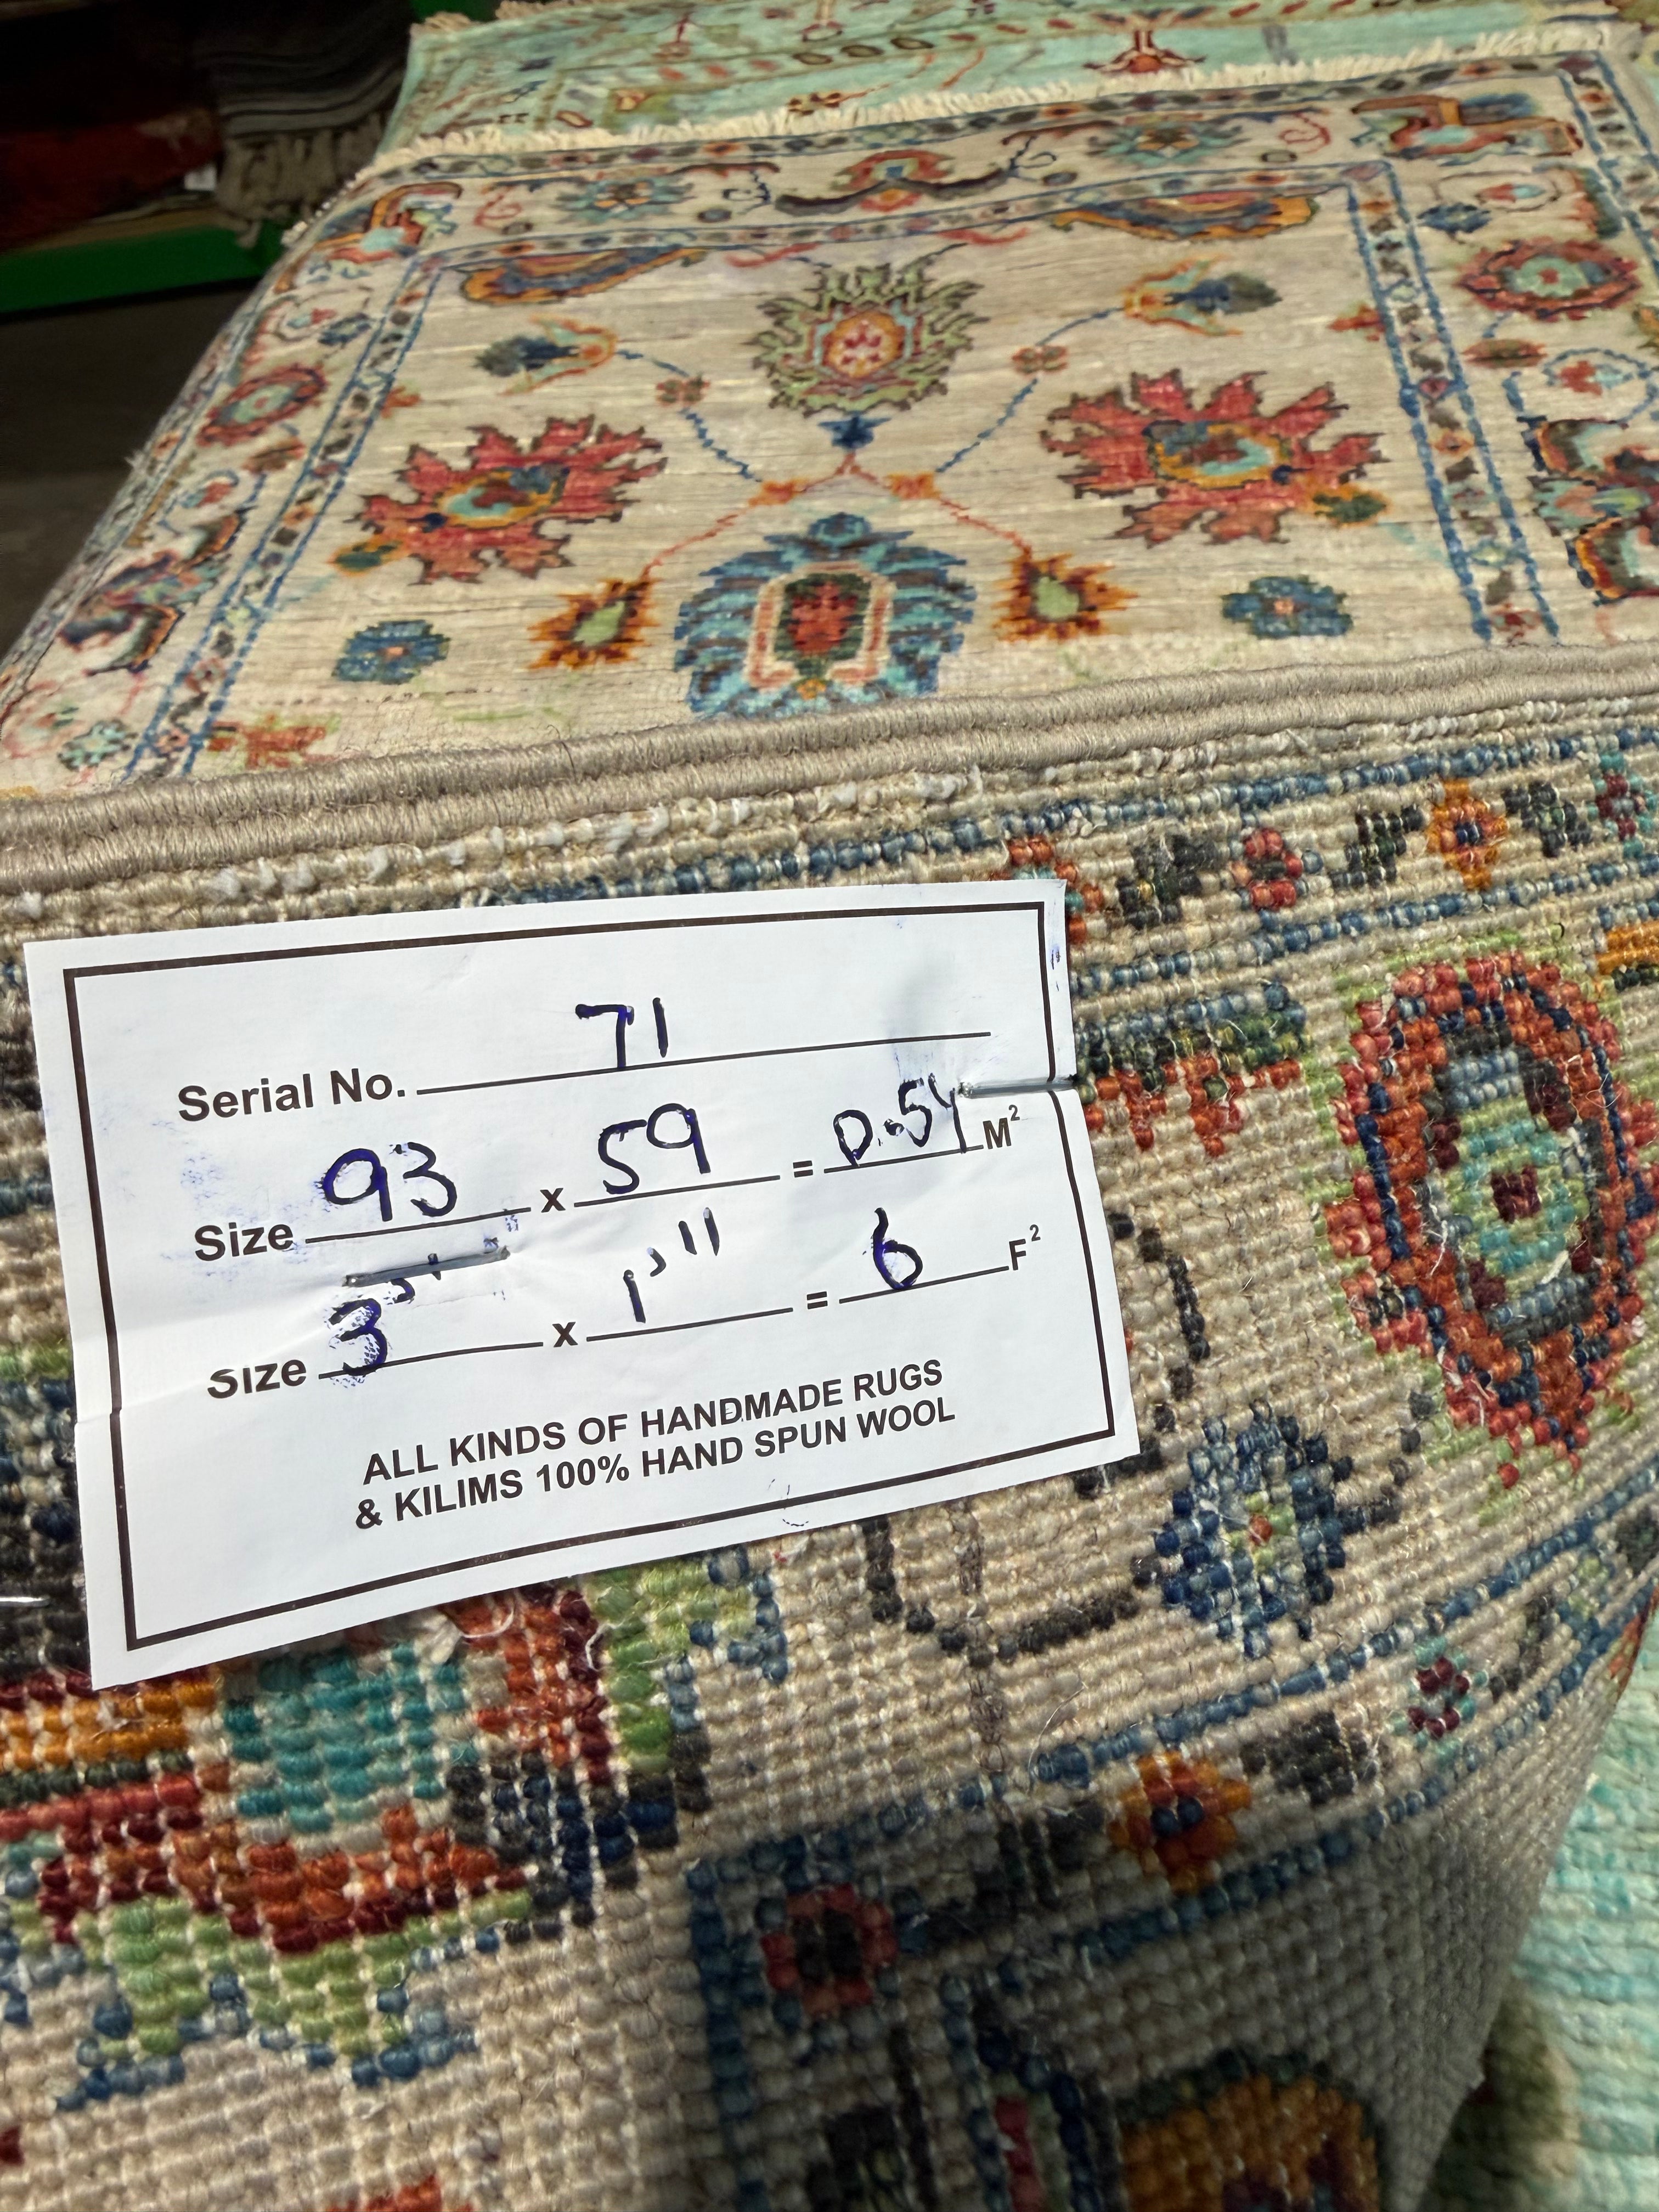 Serial No. 71
Size 93 x 59 = 0.54 M²
Size 3'1 x 1'11 = 6 F²
ALL KINDS OF HANDMADE RUGS
& KILIMS 100% HAND SPUN WOOL